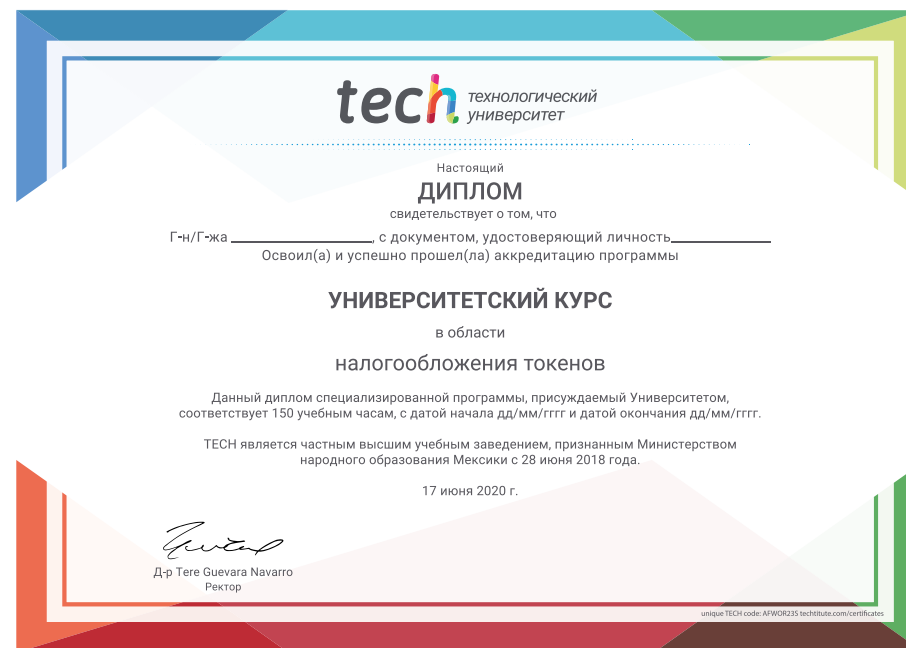 tech технологический
университет
Настоящий
ДИПЛОМ
свидетельствует о том, что
Г-н/Г-жа ____________, с документом, удостоверяющий личность____________
Освоил(а) и успешно прошел(ла) аккредитацию программы
УНИВЕРСИТЕТСКИЙ КУРС
в области
налогообложения токенов
Данный диплом специализированной программы, присуждаемый Университетом,
соответствует 150 учебным часам, с датой начала дд/мм/гггг и датой окончания дд/мм/гггг.
TECH является частным высшим учебным заведением, признанным Министерством
народного образования Мексики с 28 июня 2018 года.
17 июня 2020 г.
Д-р Tere Guevara Navarro
Ректор
unique TECH code: AFWOR23S techtitute.com/certificates